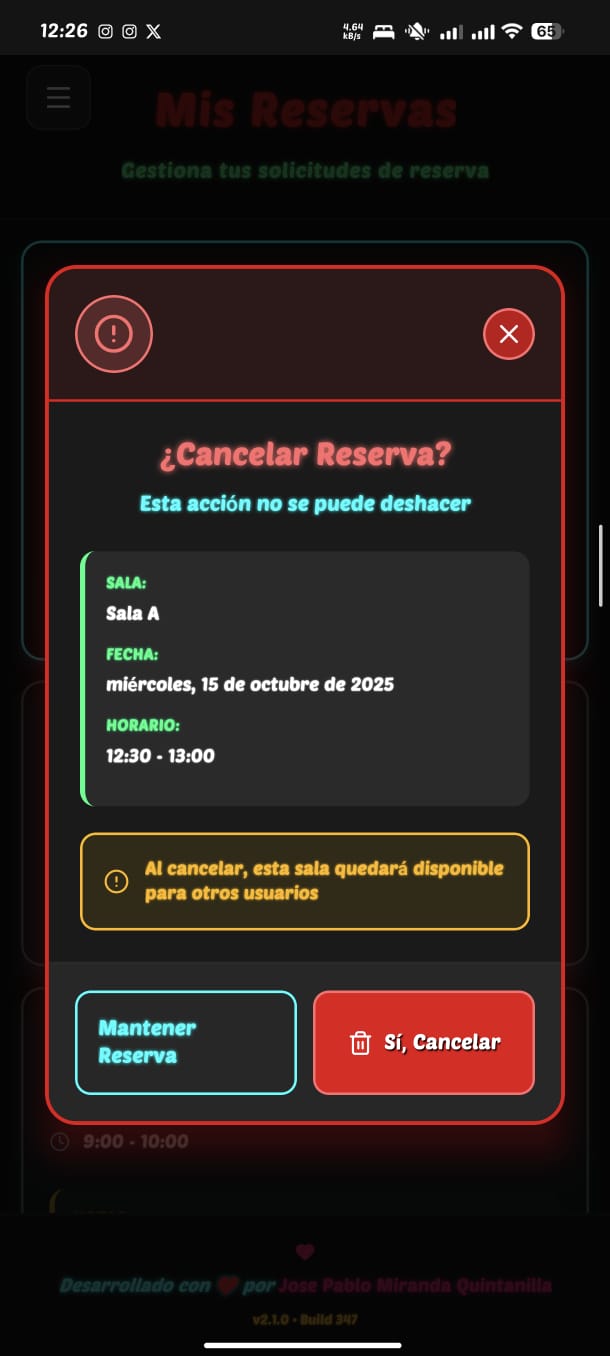 12:26
4.64
kB/s
65
Mis Reservas
Gestiona tus solicitudes de reserva
¿Cancelar Reserva?
Esta acción no se puede deshacer
SALA:
Sala A
FECHA:
miércoles, 15 de octubre de 2025
HORARIO:
12:30 - 13:00
Al cancelar, esta sala quedará disponible
para otros usuarios
Mantener
Reserva
Sí, Cancelar
9:00 - 10:00
Desarrollado con ❤️ por Jose Pablo Miranda Quintanilla
v2.1.0 • Build 347